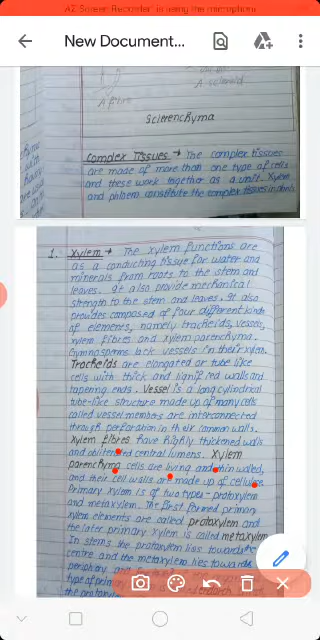 AZ Screen Recorder is using the microphone
New Document...
A fibre
A sclereid
Sclerenchyma
Complex Tissues → The complex tissues
are made of more than one type of cells
and these work together as a unit. Xylem
and phloem constitute the complex tissues in plants
1. Xylem → The xylem functions are
as a conducting tissue for water and
minerals from roots to the stem and
leaves. It also provide mechanical
strength to the stem and leaves. It also
provides composed of four different kinds
of elements, namely tracheids, vessels,
xylem fibres and xylem parenchyma.
Gymnosperms lack vessels in their xylem.
Tracheids are elongated or tube like
cells with thick and lignified walls and
tapering ends. Vessel is a long cylindrical
tube-like structure made up of many cells
called vessel members are interconnected
through perforation in their common walls.
Xylem fibres have highly thickened walls
and obliterated central lumens. Xylem
parenchyma cells are living and thin walled,
and their cell walls are made up of cellulose
Primary xylem is of two types - protoxylem
and metaxylem. The first formed primary
xylem elements are called protoxylem and
the later primary xylem is called metaxylem
In stems the protoxylem lies towards the
centre and the metaxylem lies towards
periphery
type of primary
the protoxylem